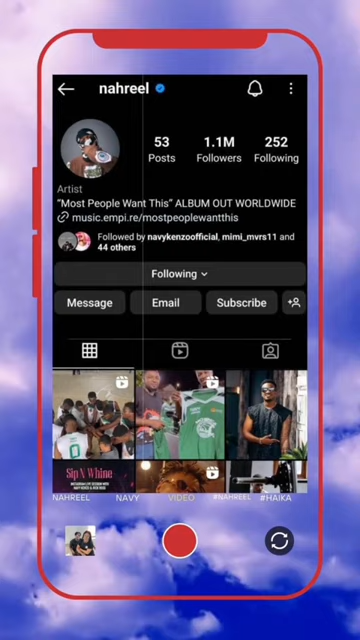 nahreel
53 1.1M 252
Posts Followers Following
Artist
“Most People Want This” ALBUM OUT WORLDWIDE
music.empi.re/mostpeoplewantthis
Followed by navykenzoofficial, mimi_mvrs11 and
44 others
Following
Message Email Subscribe
0
Sip N Whine
NAHREEL NAVY VIDEO #NAHREEL #HAIKA